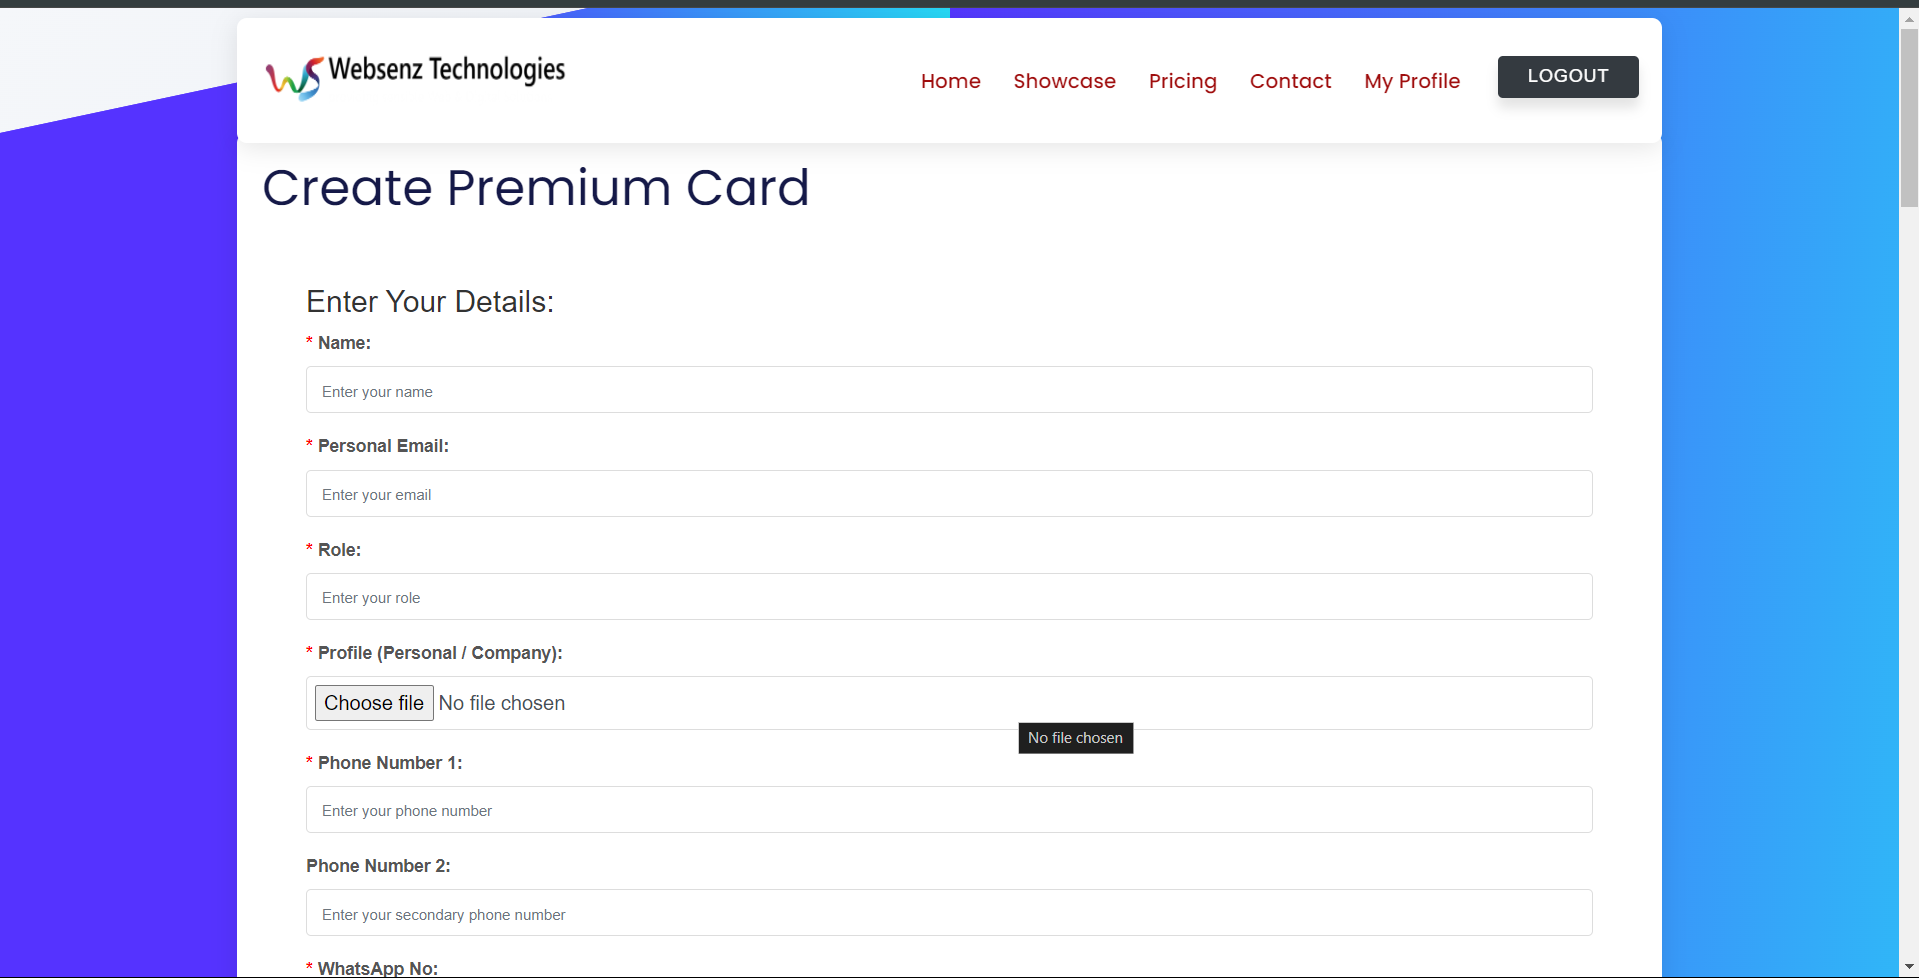 Websenz Technologies
Home Showcase Pricing Contact My Profile LOGOUT
Create Premium Card
Enter Your Details:
* Name:
Enter your name
* Personal Email:
Enter your email
* Role:
Enter your role
* Profile (Personal / Company):
Choose file No file chosen
No file chosen
* Phone Number 1:
Enter your phone number
Phone Number 2:
Enter your secondary phone number
* WhatsApp No: